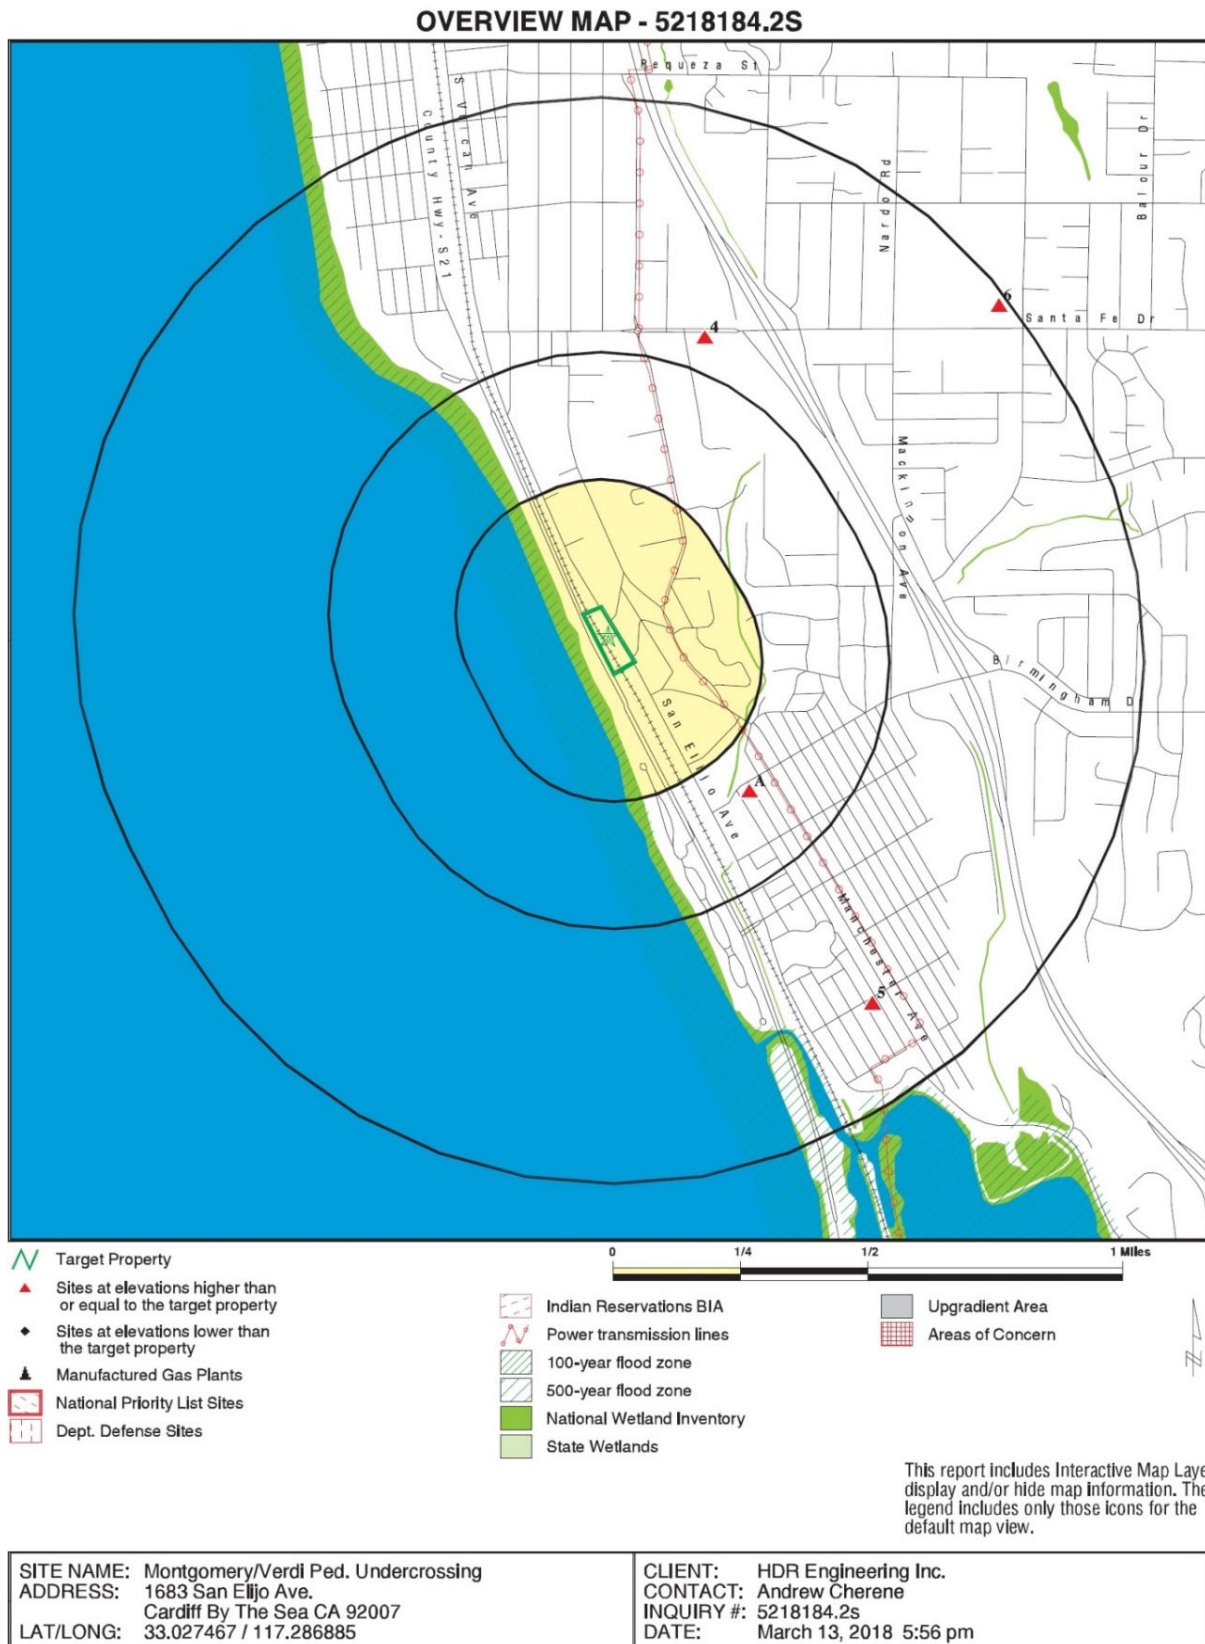 OVERVIEW MAP - 5218184.2S
Requeza St
S Vulcan Ave
County Hwy-S21
Nardo Rd
Balour Dr
6
Santa Fe Dr
4
Mackinnon Ave
Birmingham Dr
San Elijo Ave
A
Manchester Ave
5
0 1/4 1/2 1 Miles
Target Property
Sites at elevations higher than
or equal to the target property
Sites at elevations lower than
the target property
Manufactured Gas Plants
National Priority List Sites
Dept. Defense Sites
Indian Reservations BIA
Power transmission lines
100-year flood zone
500-year flood zone
National Wetland Inventory
State Wetlands
Upgradient Area
Areas of Concern
This report includes Interactive Map Laye
display and/or hide map information. The
legend includes only those icons for the
default map view.
SITE NAME: Montgomery/Verdi Ped. Undercrossing
ADDRESS: 1683 San Elijo Ave.
Cardiff By The Sea CA 92007
LAT/LONG: 33.027467 / 117.286885
CLIENT: HDR Engineering Inc.
CONTACT: Andrew Cherene
INQUIRY #: 5218184.2s
DATE: March 13, 2018 5:56 pm